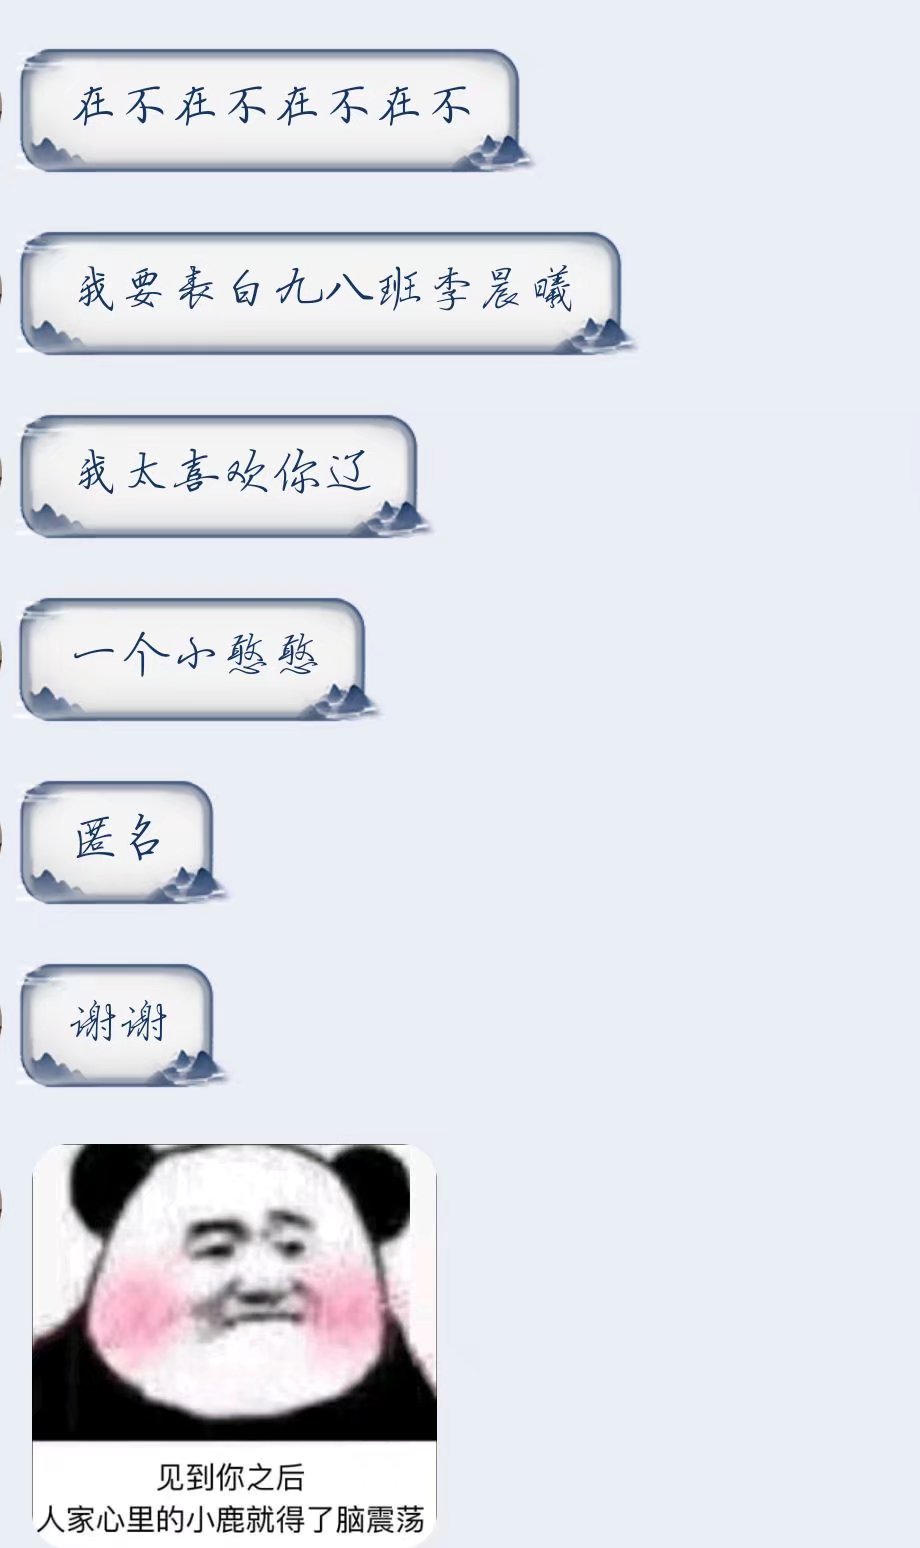 在不在不在不在不
我要表白九八班李晨曦
我太喜欢你辽
一个小憨憨
匿名
谢谢
见到你之后
人家心里的小鹿就得了脑震荡